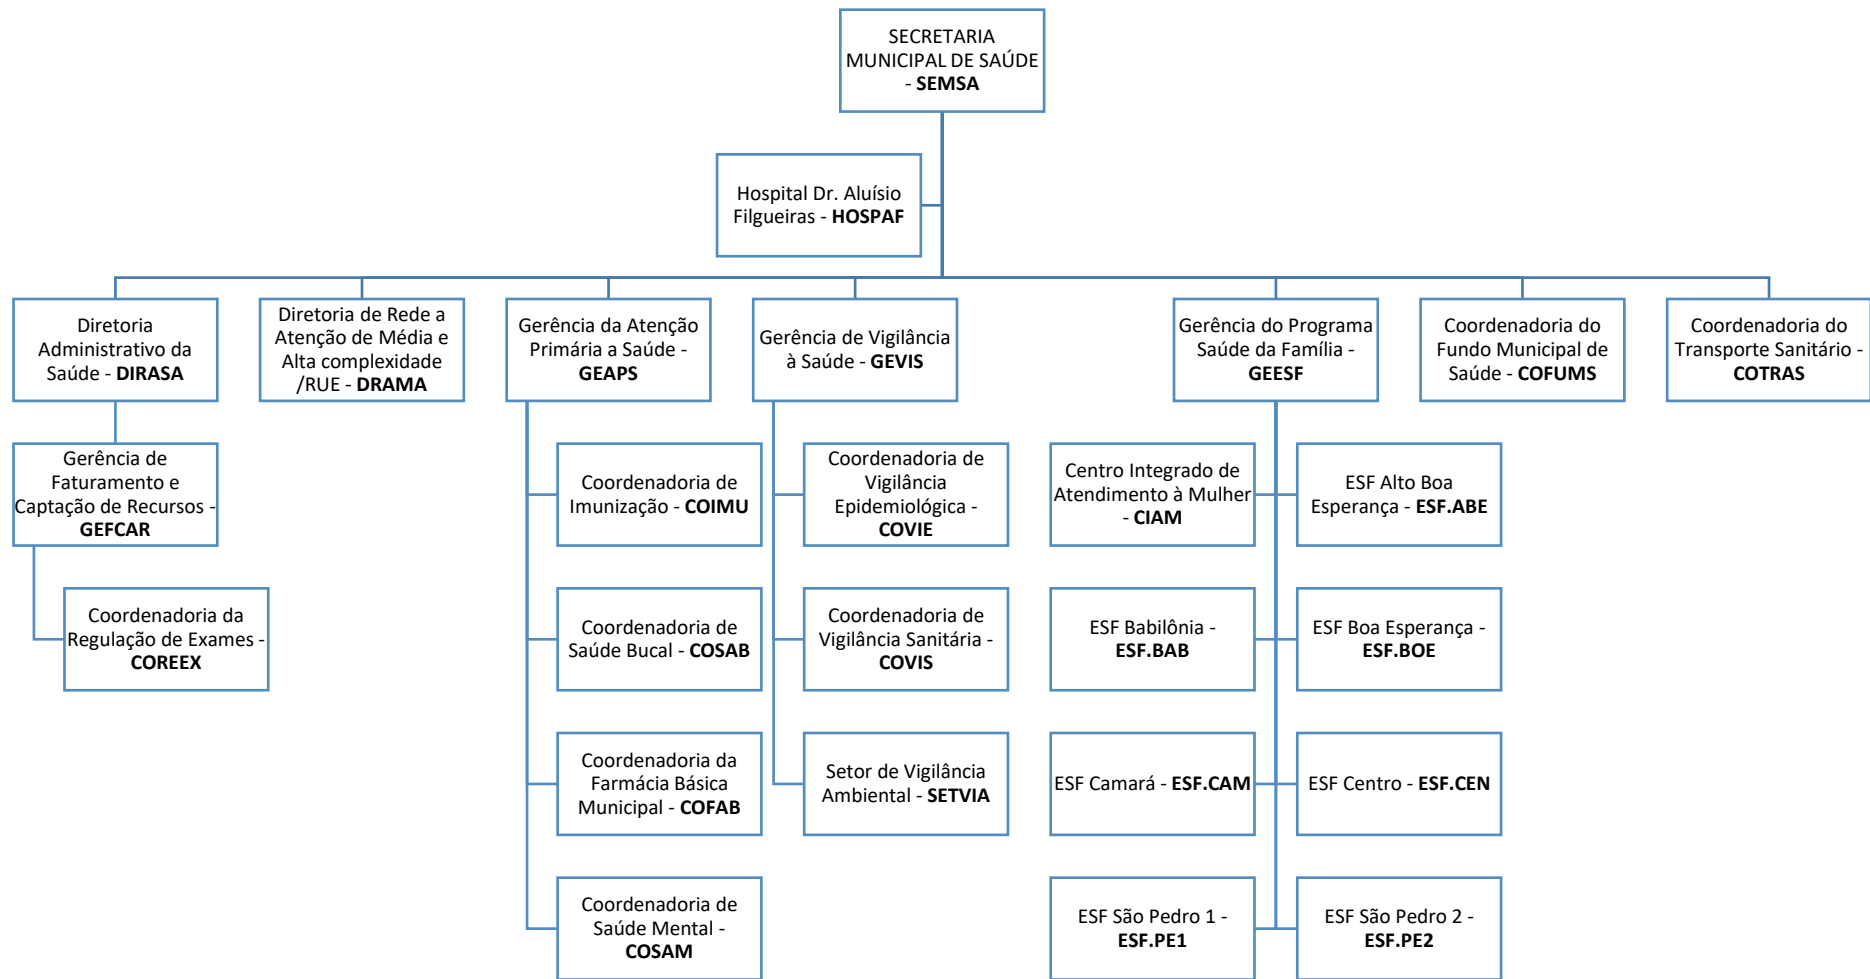 SECRETARIA
MUNICIPAL DE SAÚDE
- SEMSA
Hospital Dr. Aluísio
Filgueiras - HOSPAF
Diretoria
Administrativo da
Saúde - DIRASA
Diretoria de Rede a
Atenção de Média e
Alta complexidade
/RUE - DRAMA
Gerência da Atenção
Primária a Saúde -
GEAPS
Gerência de Vigilância
à Saúde - GEVIS
Gerência do Programa
Saúde da Família -
GEESF
Coordenadoria do
Fundo Municipal de
Saúde - COFUMS
Coordenadoria do
Transporte Sanitário -
COTRAS
Gerência de
Faturamento e
Captação de Recursos -
GEFCAR
Coordenadoria de
Imunização - COIMU
Coordenadoria de
Vigilância
Epidemiológica -
COVIE
Centro Integrado de
Atendimento à Mulher
- CIAM
ESF Alto Boa
Esperança - ESF.ABE
Coordenadoria da
Regulação de Exames -
COREEX
Coordenadoria de
Saúde Bucal - COSAB
Coordenadoria de
Vigilância Sanitária -
COVIS
ESF Babilônia -
ESF.BAB
ESF Boa Esperança -
ESF.BOE
Coordenadoria da
Farmácia Básica
Municipal - COFAB
Setor de Vigilância
Ambiental - SETVIA
ESF Camará - ESF.CAM
ESF Centro - ESF.CEN
Coordenadoria de
Saúde Mental -
COSAM
ESF São Pedro 1 -
ESF.PE1
ESF São Pedro 2 -
ESF.PE2